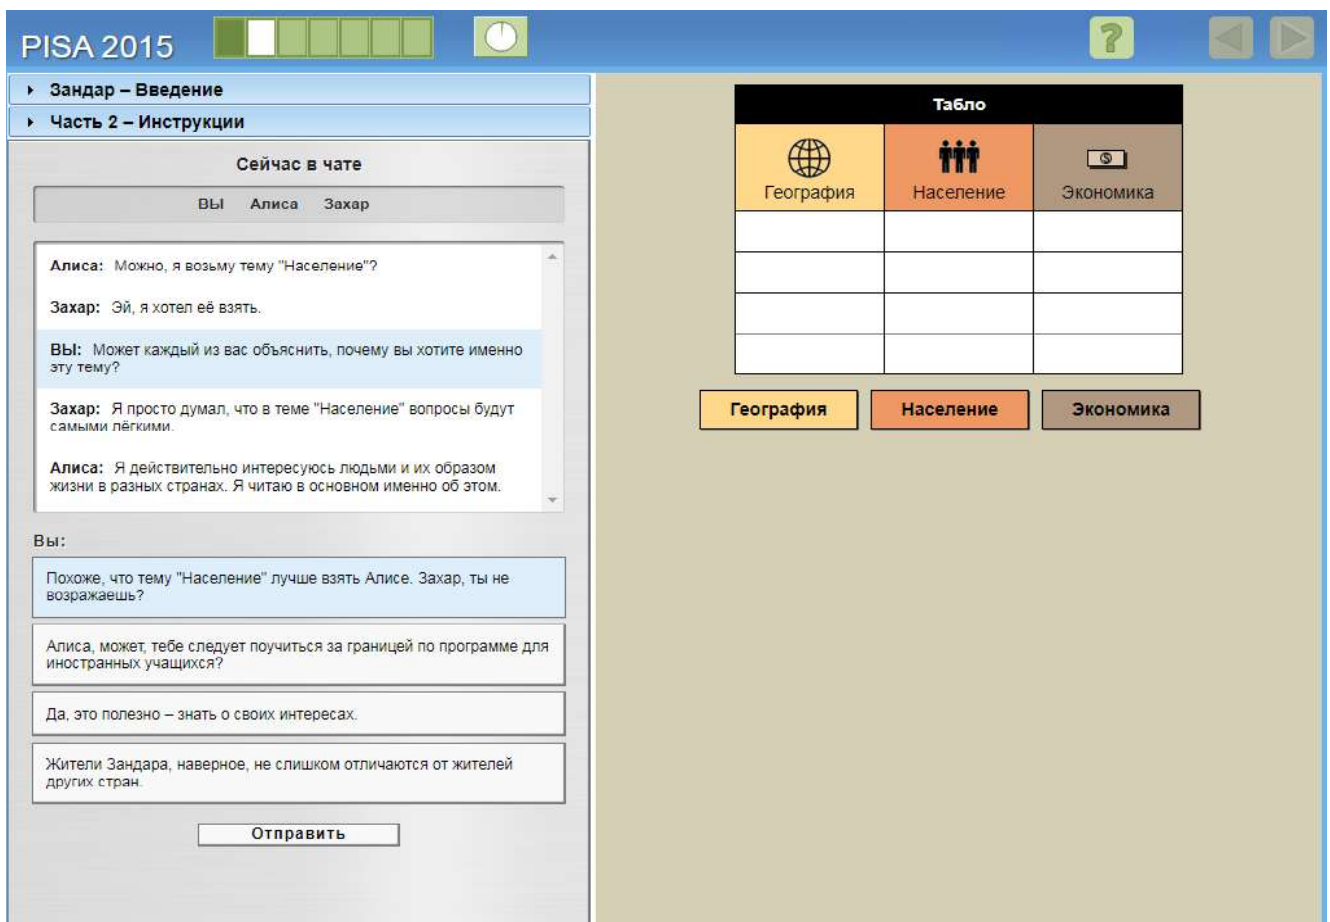 PISA 2015
?
Зандар – Введение
Часть 2 – Инструкции
Сейчас в чате
ВЫ Алиса Захар
Алиса: Можно, я возьму тему "Население"?
Захар: Эй, я хотел её взять.
ВЫ: Может каждый из вас объяснить, почему вы хотите именно
эту тему?
Захар: Я просто думал, что в теме "Население" вопросы будут
самыми лёгкими.
Алиса: Я действительно интересуюсь людьми и их образом
жизни в разных странах. Я читаю в основном именно об этом.
Вы:
Похоже, что тему "Население" лучше взять Алисе. Захар, ты не
возражаешь?
Алиса, может, тебе следует поучиться за границей по программе для
иностранных учащихся?
Да, это полезно – знать о своих интересах.
Жители Зандара, наверное, не слишком отличаются от жителей
других стран.
Отправить
Табло
География Население Экономика
География Население Экономика